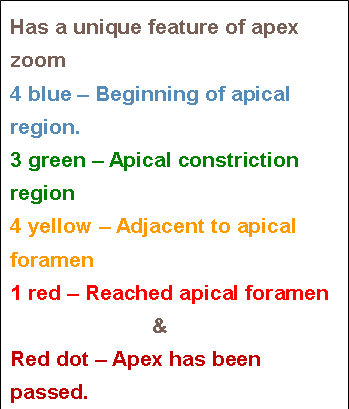 Has a unique feature of apex
zoom
4 blue – Beginning of apical
region.
3 green – Apical constriction
region
4 yellow – Adjacent to apical
foramen
1 red – Reached apical foramen
&
Red dot – Apex has been
passed.